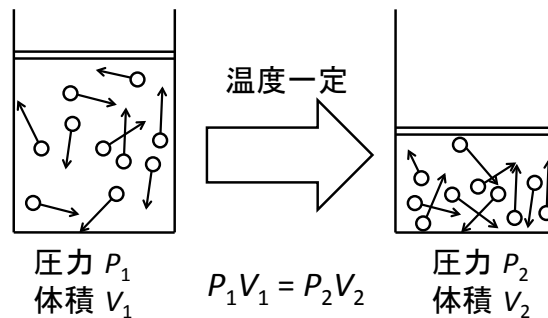 温度一定
圧力 P₁
体積 V₁
P₁V₁ = P₂V₂
圧力 P₂
体積 V₂